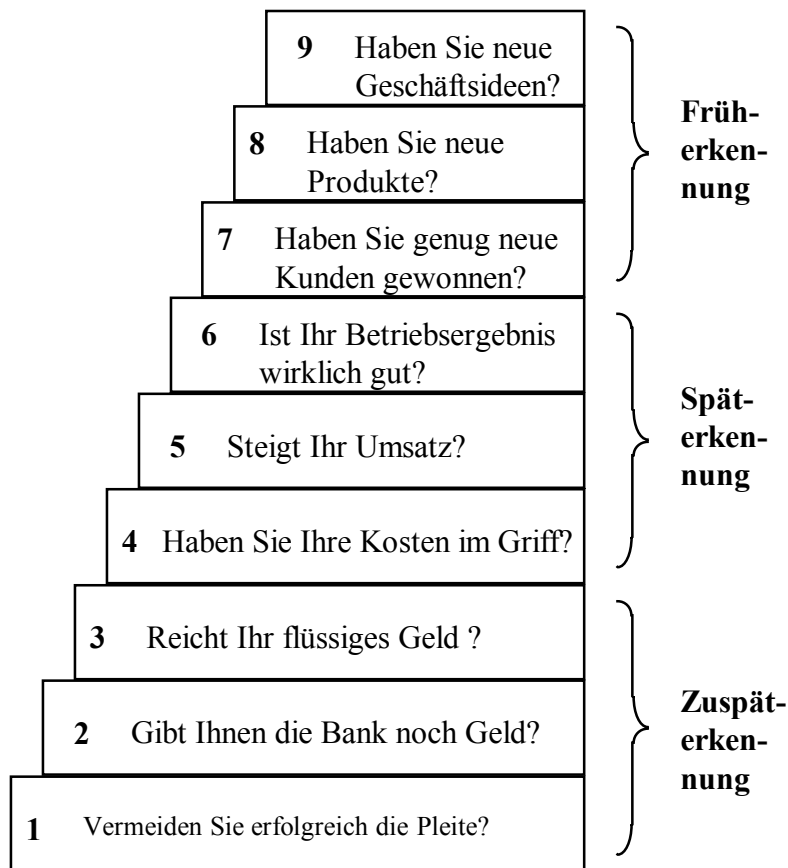 9 Haben Sie neue
Geschäftsideen?
8 Haben Sie neue
Produkte?
7 Haben Sie genug neue
Kunden gewonnen?
Früh-
erken-
nung
6 Ist Ihr Betriebsergebnis
wirklich gut?
5 Steigt Ihr Umsatz?
4 Haben Sie Ihre Kosten im Griff?
Spät-
erken-
nung
3 Reicht Ihr flüssiges Geld ?
2 Gibt Ihnen die Bank noch Geld?
1 Vermeiden Sie erfolgreich die Pleite?
Zuspät-
erken-
nung